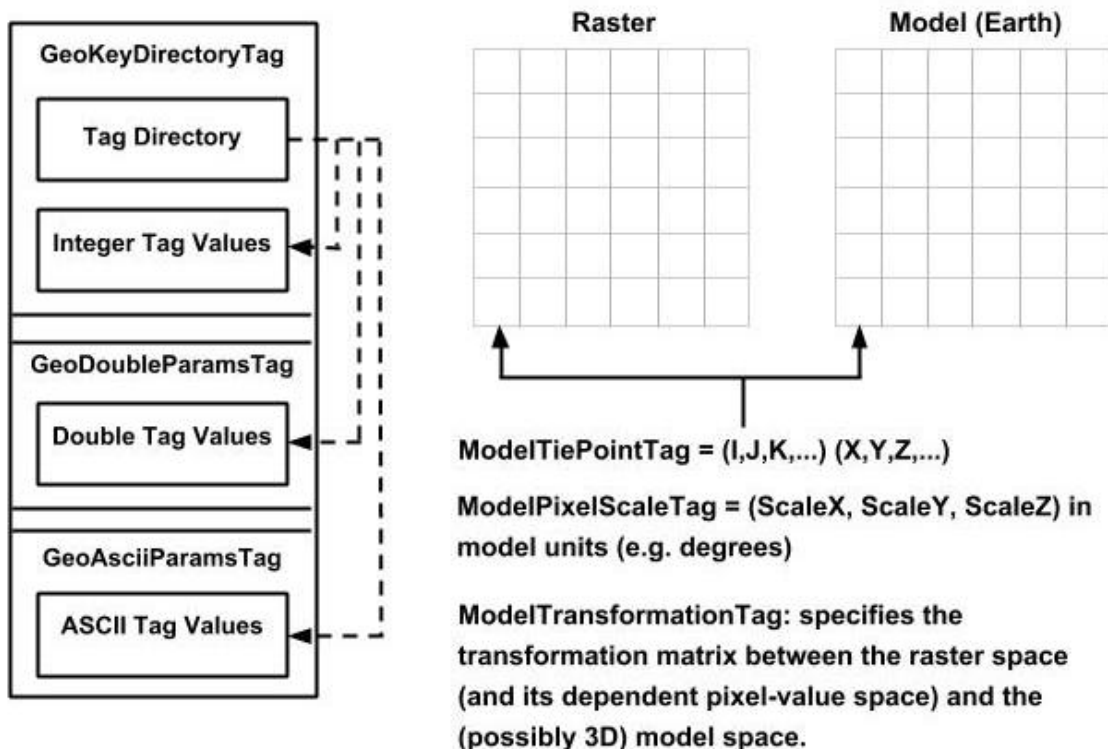 GeoKeyDirectoryTag
Tag Directory
Integer Tag Values
GeoDoubleParamsTag
Double Tag Values
GeoAsciiParamsTag
ASCII Tag Values
Raster
Model (Earth)
ModelTiePointTag = (I,J,K,...) (X,Y,Z,...)
ModelPixelScaleTag = (ScaleX, ScaleY, ScaleZ) in
model units (e.g. degrees)
ModelTransformationTag: specifies the
transformation matrix between the raster space
(and its dependent pixel-value space) and the
(possibly 3D) model space.